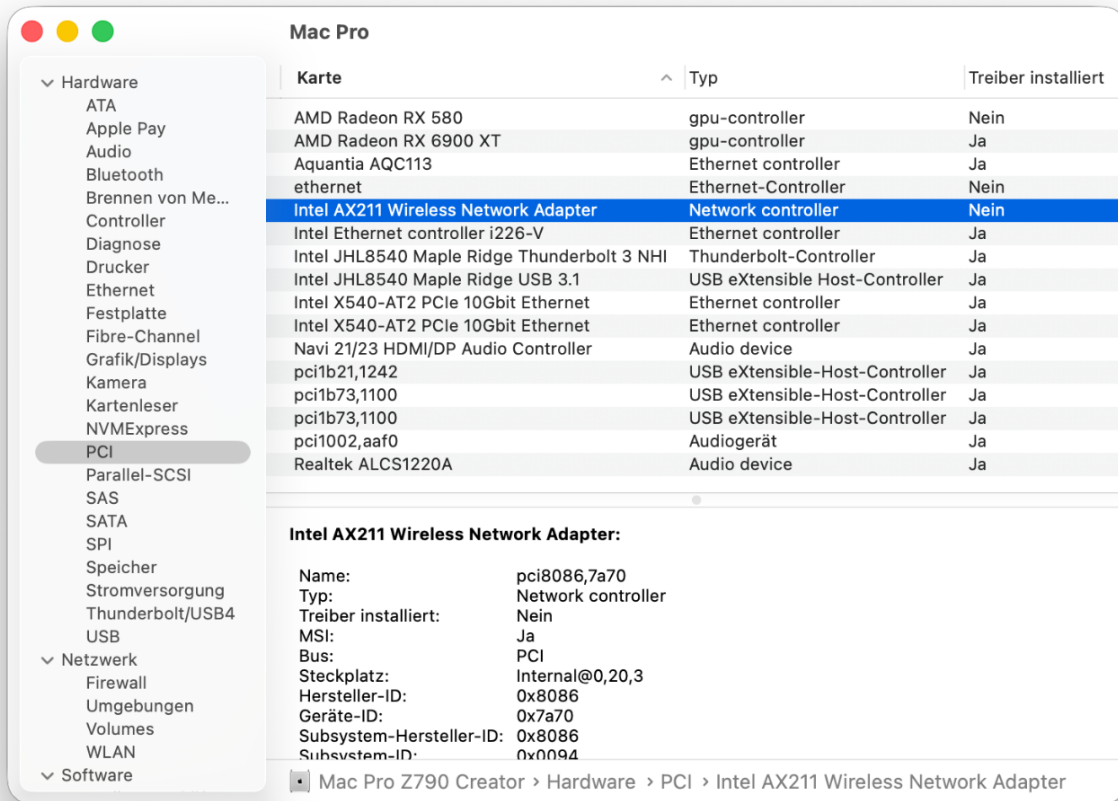 Mac Pro
Hardware
ATA
Apple Pay
Audio
Bluetooth
Brennen von Me...
Controller
Diagnose
Drucker
Ethernet
Festplatte
Fibre-Channel
Grafik/Displays
Kamera
Kartenleser
NVMExpress
PCI
Parallel-SCSI
SAS
SATA
SPI
Speicher
Stromversorgung
Thunderbolt/USB4
USB
Netzwerk
Firewall
Umgebungen
Volumes
WLAN
Software
Karte Typ Treiber installiert
AMD Radeon RX 580 gpu-controller Nein
AMD Radeon RX 6900 XT gpu-controller Ja
Aquantia AQC113 Ethernet controller Ja
ethernet Ethernet-Controller Nein
Intel AX211 Wireless Network Adapter Network controller Nein
Intel Ethernet controller i226-V Ethernet controller Ja
Intel JHL8540 Maple Ridge Thunderbolt 3 NHI Thunderbolt-Controller Ja
Intel JHL8540 Maple Ridge USB 3.1 USB eXtensible Host-Controller Ja
Intel X540-AT2 PCIe 10Gbit Ethernet Ethernet controller Ja
Intel X540-AT2 PCIe 10Gbit Ethernet Ethernet controller Ja
Navi 21/23 HDMI/DP Audio Controller Audio device Ja
pci1b21,1242 USB eXtensible-Host-Controller Ja
pci1b73,1100 USB eXtensible-Host-Controller Ja
pci1b73,1100 USB eXtensible-Host-Controller Ja
pci1002,aaf0 Audiogerät Ja
Realtek ALCS1220A Audio device Ja
Intel AX211 Wireless Network Adapter:
Name: pci8086,7a70
Typ: Network controller
Treiber installiert: Nein
MSI: Ja
Bus: PCI
Steckplatz: Internal@0,20,3
Hersteller-ID: 0x8086
Geräte-ID: 0x7a70
Subsystem-Hersteller-ID: 0x8086
Subsystem-ID: 0x0094
Mac Pro Z790 Creator › Hardware › PCI › Intel AX211 Wireless Network Adapter